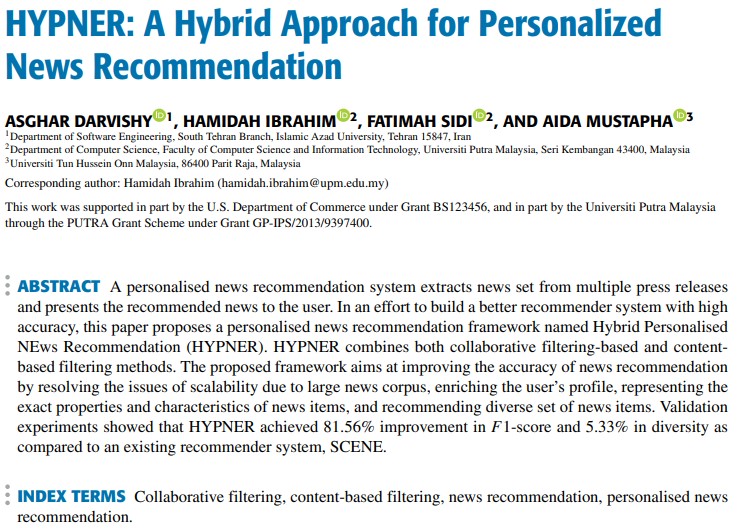 HYPNER: A Hybrid Approach for Personalized
News Recommendation
ASGHAR DARVISHY 1, HAMIDAH IBRAHIM 2, FATIMAH SIDI 2, AND AIDA MUSTAPHA 3
1Department of Software Engineering, South Tehran Branch, Islamic Azad University, Tehran 15847, Iran
2Department of Computer Science, Faculty of Computer Science and Information Technology, Universiti Putra Malaysia, Seri Kembangan 43400, Malaysia
3Universiti Tun Hussein Onn Malaysia, 86400 Parit Raja, Malaysia
Corresponding author: Hamidah Ibrahim (hamidah.ibrahim@upm.edu.my)
This work was supported in part by the U.S. Department of Commerce under Grant BS123456, and in part by the Universiti Putra Malaysia
through the PUTRA Grant Scheme under Grant GP-IPS/2013/9397400.
ABSTRACT A personalised news recommendation system extracts news set from multiple press releases
and presents the recommended news to the user. In an effort to build a better recommender system with high
accuracy, this paper proposes a personalised news recommendation framework named Hybrid Personalised
NEws Recommendation (HYPNER). HYPNER combines both collaborative filtering-based and content-
based filtering methods. The proposed framework aims at improving the accuracy of news recommendation
by resolving the issues of scalability due to large news corpus, enriching the user's profile, representing the
exact properties and characteristics of news items, and recommending diverse set of news items. Validation
experiments showed that HYPNER achieved 81.56% improvement in F1-score and 5.33% in diversity as
compared to an existing recommender system, SCENE.
INDEX TERMS Collaborative filtering, content-based filtering, news recommendation, personalised news
recommendation.